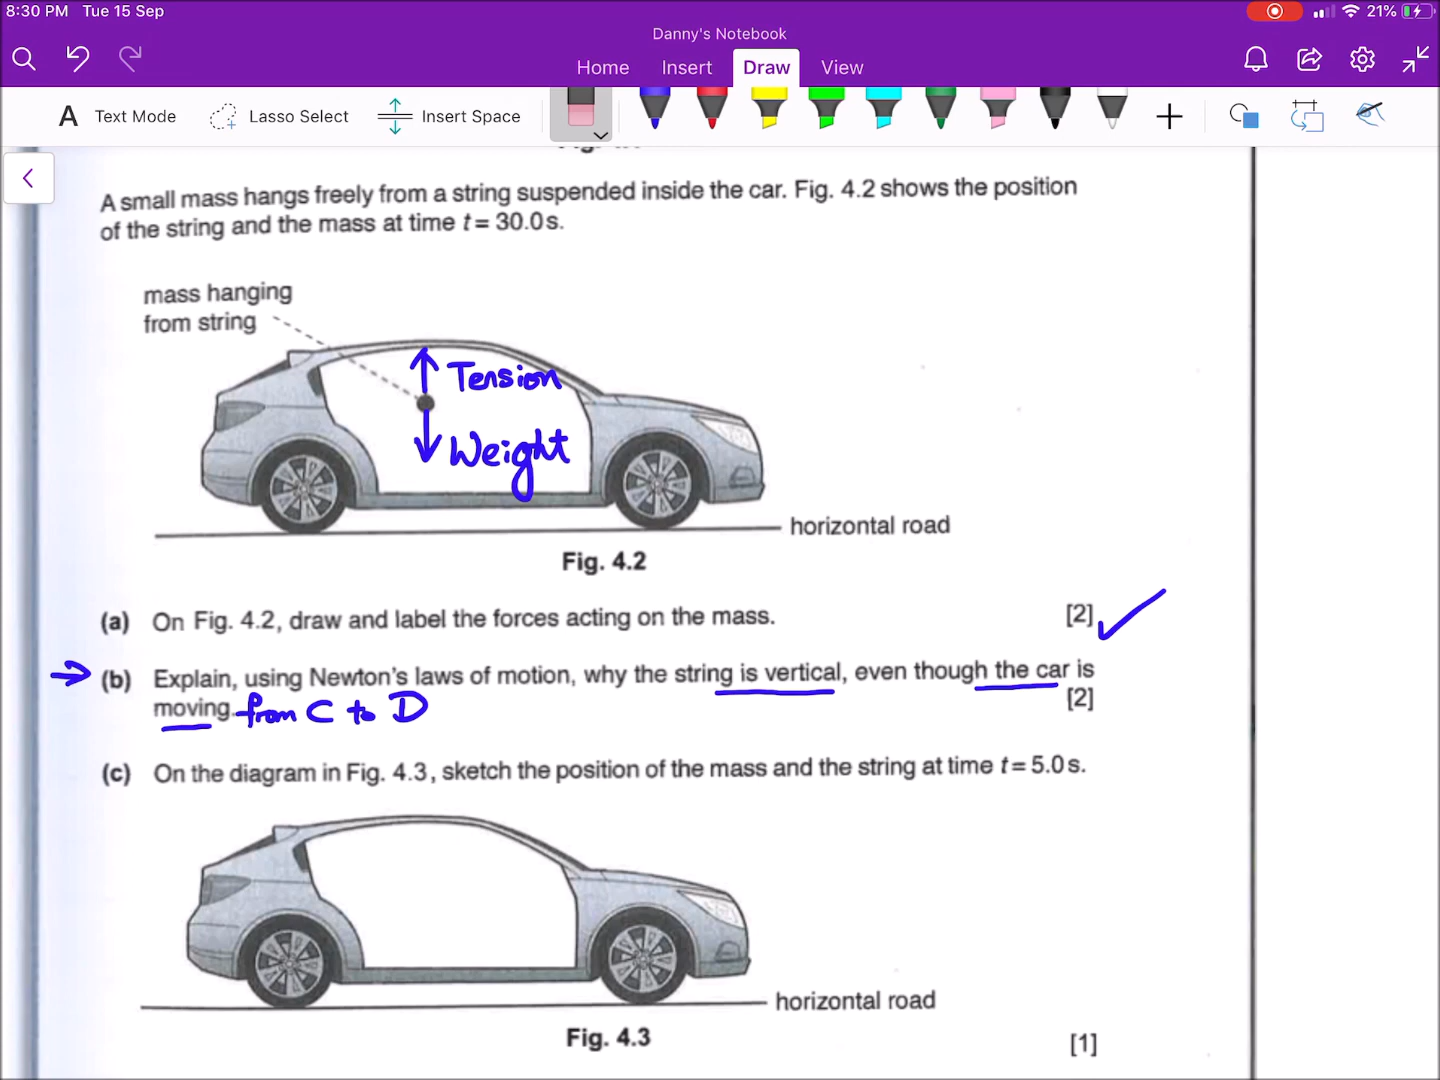 8:30 PM Tue 15 Sep
21%
Danny's Notebook
Home Insert Draw View
A Text Mode Lasso Select Insert Space
A small mass hangs freely from a string suspended inside the car. Fig. 4.2 shows the position
of the string and the mass at time t = 30.0 s.
mass hanging
from string
Tension
Weight
horizontal road
Fig. 4.2
(a) On Fig. 4.2, draw and label the forces acting on the mass. [2]
(b) Explain, using Newton's laws of motion, why the string is vertical, even though the car is
moving. from C to D [2]
(c) On the diagram in Fig. 4.3, sketch the position of the mass and the string at time t = 5.0 s.
horizontal road
Fig. 4.3
[1]